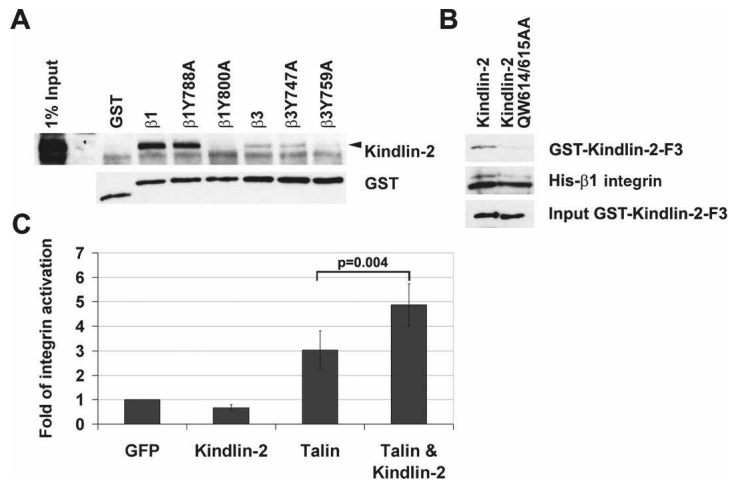 A
1% Input
GST
β1
β1Y788A
β1Y800A
β3
β3Y747A
β3Y759A
Kindlin-2
GST
B
Kindlin-2
Kindlin-2
QW614/615AA
GST-Kindlin-2-F3
His-β1 integrin
Input GST-Kindlin-2-F3
C
Fold of integrin activation
7
6
5
4
3
2
1
0
p=0.004
GFP
Kindlin-2
Talin
Talin &
Kindlin-2